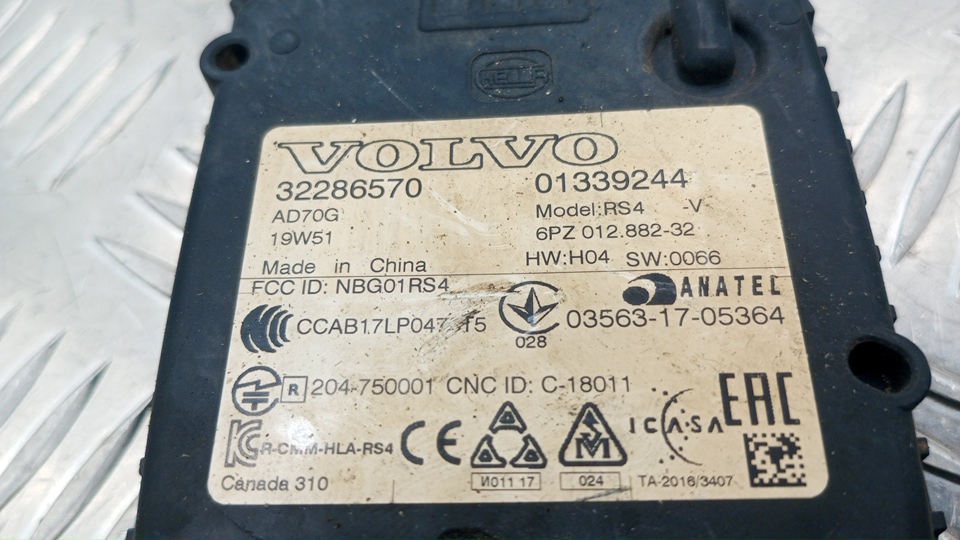 HELLA
VOLVO
32286570 01339244
AD70G Model:RS4 -V
19W51 6PZ 012.882-32
Made in China HW:H04 SW:0066
FCC ID: NBG01RS4 ANATEL
03563-17-05364
028
R 204-750001 CNC ID: C-18011
EAC
R-CMM-HLA-RS4 CE ICASA
Canada 310 И011 17 024 TA-2016/3407